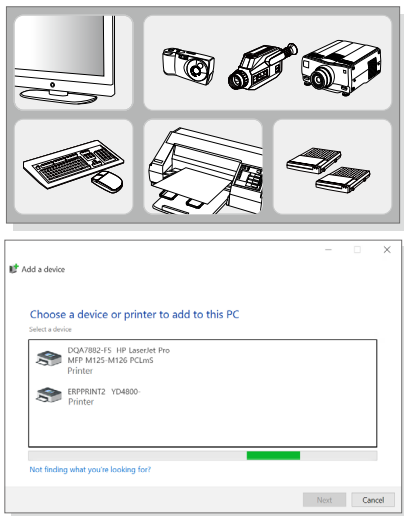 Add a device
Choose a device or printer to add to this PC
Select a device
DQA7882-F5 HP LaserJet Pro
MFP M125-M126 PCLmS
Printer
ERPPRINT2 YD4800-
Printer
Not finding what you're looking for?
Next Cancel